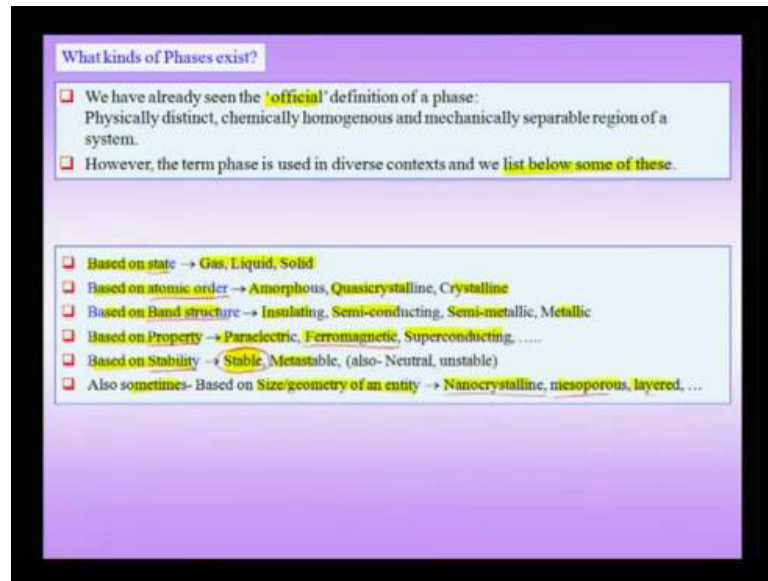 What kinds of Phases exist?
❑ We have already seen the ‘official’ definition of a phase:
Physically distinct, chemically homogenous and mechanically separable region of a
system.
❑ However, the term phase is used in diverse contexts and we list below some of these.
❑ Based on state → Gas, Liquid, Solid
❑ Based on atomic order → Amorphous, Quasicrystalline, Crystalline
❑ Based on Band structure → Insulating, Semi-conducting, Semi-metallic, Metallic
❑ Based on Property → Paraelectric, Ferromagnetic, Superconducting, …..
❑ Based on Stability → Stable, Metastable, (also- Neutral, unstable)
❑ Also sometimes- Based on Size/geometry of an entity → Nanocrystalline, mesoporous, layered, …